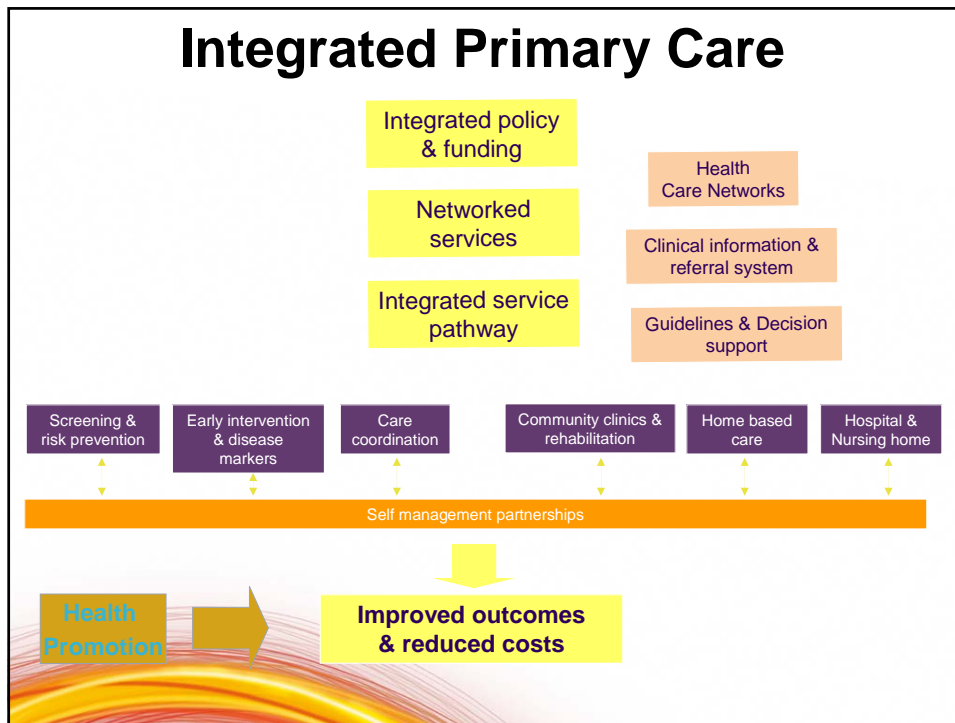 Integrated Primary Care
Integrated policy
& funding
Networked
services
Integrated service
pathway
Health
Care Networks
Clinical information &
referral system
Guidelines & Decision
support
Screening &
risk prevention
Early intervention
& disease
markers
Care
coordination
Community clinics &
rehabilitation
Home based
care
Hospital &
Nursing home
Self management partnerships
Health
Promotion
Improved outcomes
& reduced costs